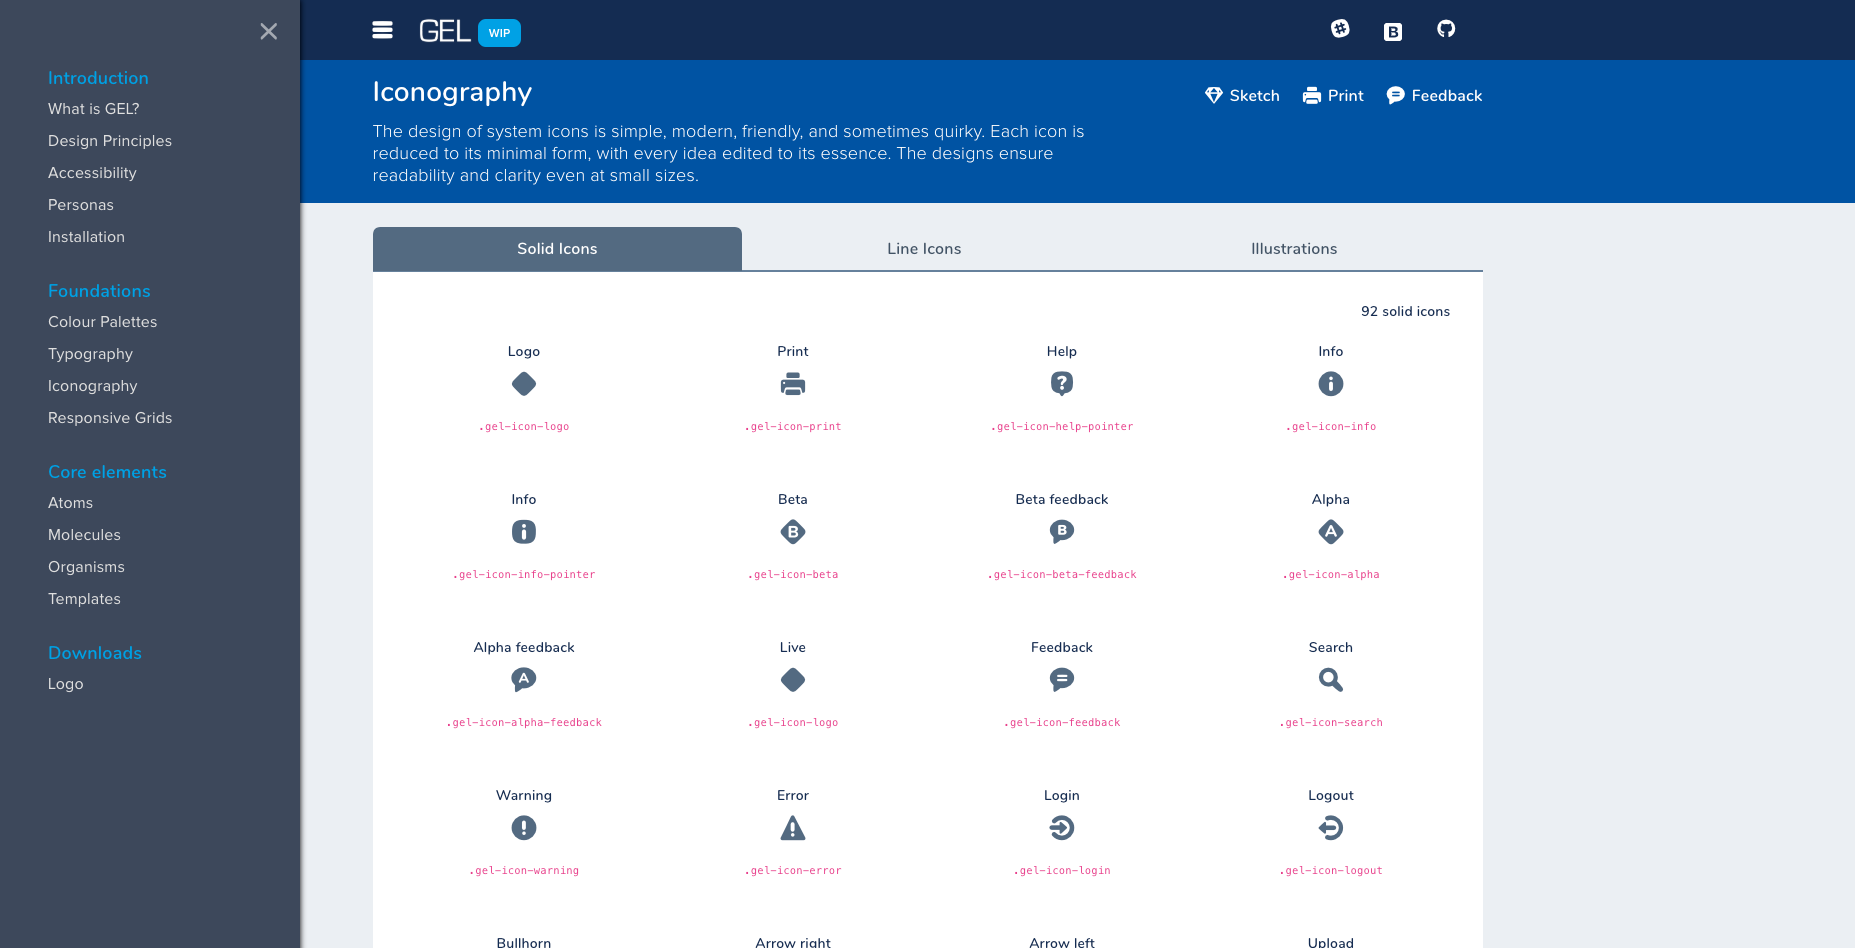 Introduction
What is GEL?
Design Principles
Accessibility
Personas
Installation
Foundations
Colour Palettes
Typography
Iconography
Responsive Grids
Core elements
Atoms
Molecules
Organisms
Templates
Downloads
Logo
GEL WIP
B
Iconography
Sketch Print Feedback
The design of system icons is simple, modern, friendly, and sometimes quirky. Each icon is
reduced to its minimal form, with every idea edited to its essence. The designs ensure
readability and clarity even at small sizes.
Solid Icons Line Icons Illustrations
92 solid icons
Logo Print Help Info
? i
.gel-icon-logo .gel-icon-print .gel-icon-help-pointer .gel-icon-info
Info Beta Beta feedback Alpha
i B B A
.gel-icon-info-pointer .gel-icon-beta .gel-icon-beta-feedback .gel-icon-alpha
Alpha feedback Live Feedback Search
A
.gel-icon-alpha-feedback .gel-icon-logo .gel-icon-feedback .gel-icon-search
Warning Error Login Logout
! !
.gel-icon-warning .gel-icon-error .gel-icon-login .gel-icon-logout
Bullhorn Arrow right Arrow left Upload